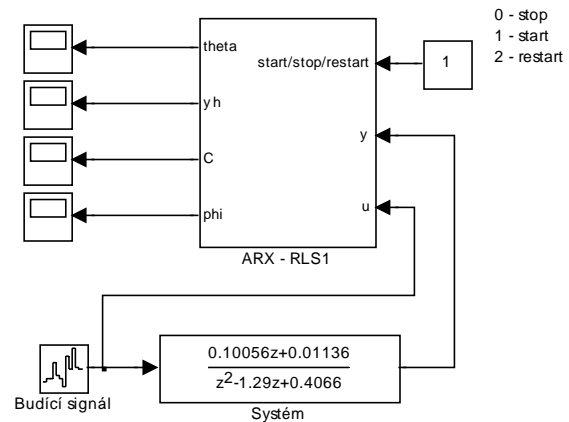 0 - stop
1 - start
2 - restart
theta
yh
C
phi
start/stop/restart
1
y
u
ARX - RLS1
0.10056z+0.01136
z²-1.29z+0.4066
Budící signál
Systém